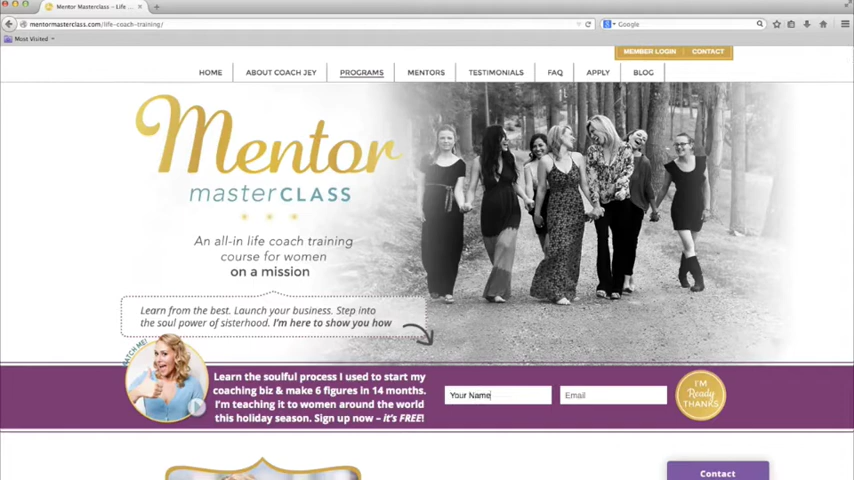 Mentor Masterclass – Life ...
mentormasterclass.com/life-coach-training/
Google
Most Visited
MEMBER LOGIN
CONTACT
HOME
ABOUT COACH JEY
PROGRAMS
MENTORS
TESTIMONIALS
FAQ
APPLY
BLOG
Mentor
masterCLASS
An all-in life coach training
course for women
on a mission
Learn from the best. Launch your business. Step into
the soul power of sisterhood. I'm here to show you how
WATCH ME!
Learn the soulful process I used to start my
coaching biz & make 6 figures in 14 months.
I'm teaching it to women around the world
this holiday season. Sign up now – it's FREE!
Your Name
Email
I'M
Ready
THANKS
Contact